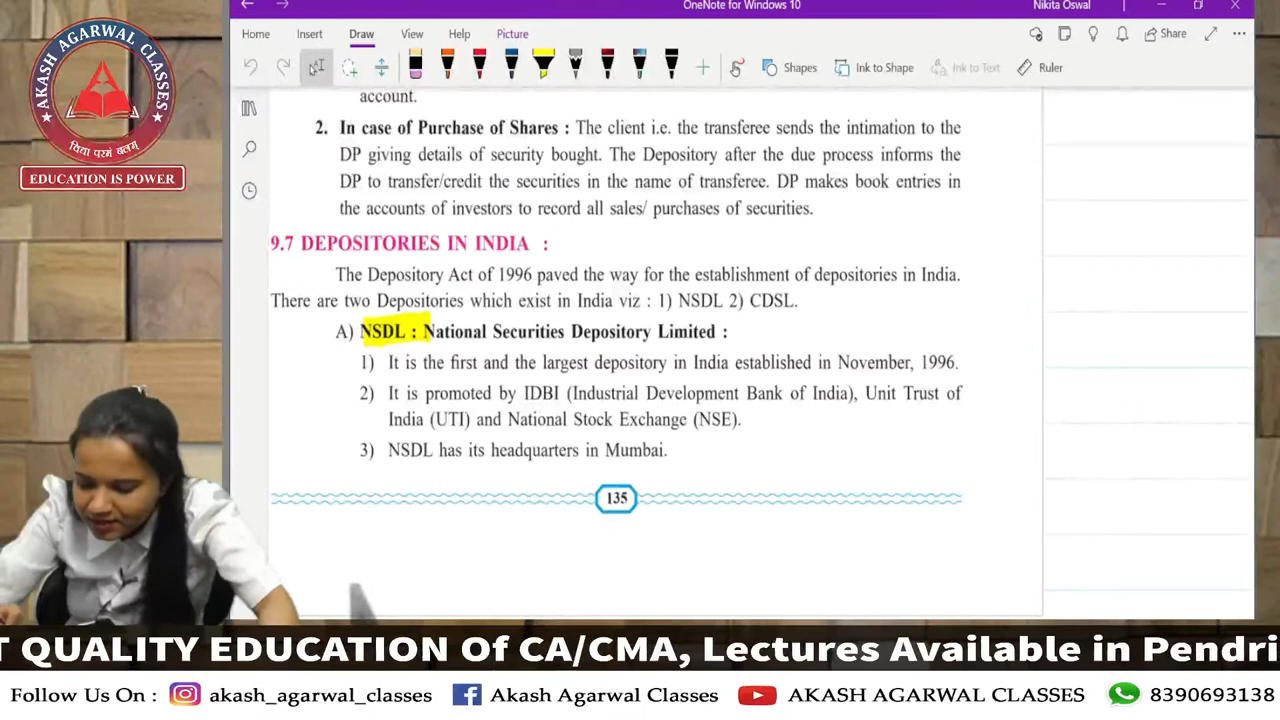 OneNote for Windows 10
Nikita Oswal
Home Insert Draw View Help Picture
Share
Shapes Ink to Shape Ink to Text Ruler
AKASH AGARWAL CLASSES
विद्या परमं बलम्
EDUCATION IS POWER
account.
2. In case of Purchase of Shares : The client i.e. the transferee sends the intimation to the
DP giving details of security bought. The Depository after the due process informs the
DP to transfer/credit the securities in the name of transferee. DP makes book entries in
the accounts of investors to record all sales/ purchases of securities.
9.7 DEPOSITORIES IN INDIA :
The Depository Act of 1996 paved the way for the establishment of depositories in India.
There are two Depositories which exist in India viz : 1) NSDL 2) CDSL.
A) NSDL : National Securities Depository Limited :
1) It is the first and the largest depository in India established in November, 1996.
2) It is promoted by IDBI (Industrial Development Bank of India), Unit Trust of
India (UTI) and National Stock Exchange (NSE).
3) NSDL has its headquarters in Mumbai.
135
T QUALITY EDUCATION Of CA/CMA, Lectures Available in Pendri
Follow Us On : akash_agarwal_classes Akash Agarwal Classes AKASH AGARWAL CLASSES 8390693138